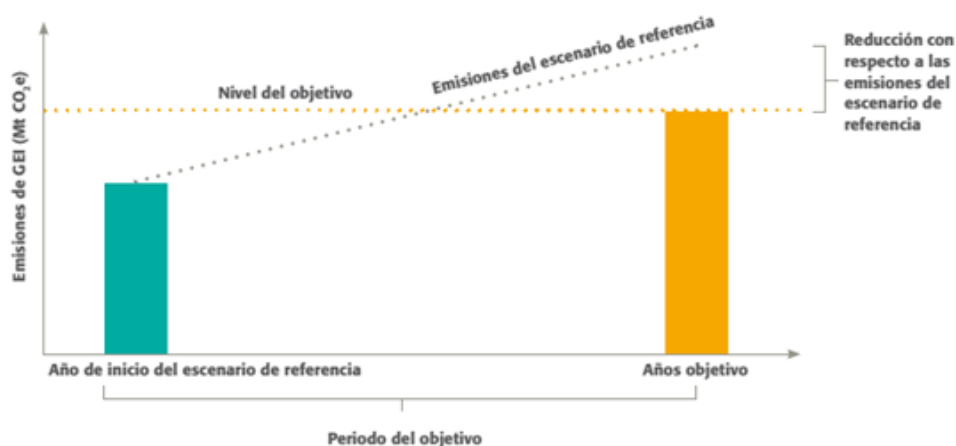 Emisiones del escenario de referencia
Reducción con
respecto a las
emisiones del
escenario de
referencia
Nivel del objetivo
Emisiones de GEI (Mt CO₂e)
Año de inicio del escenario de referencia
Años objetivo
Periodo del objetivo